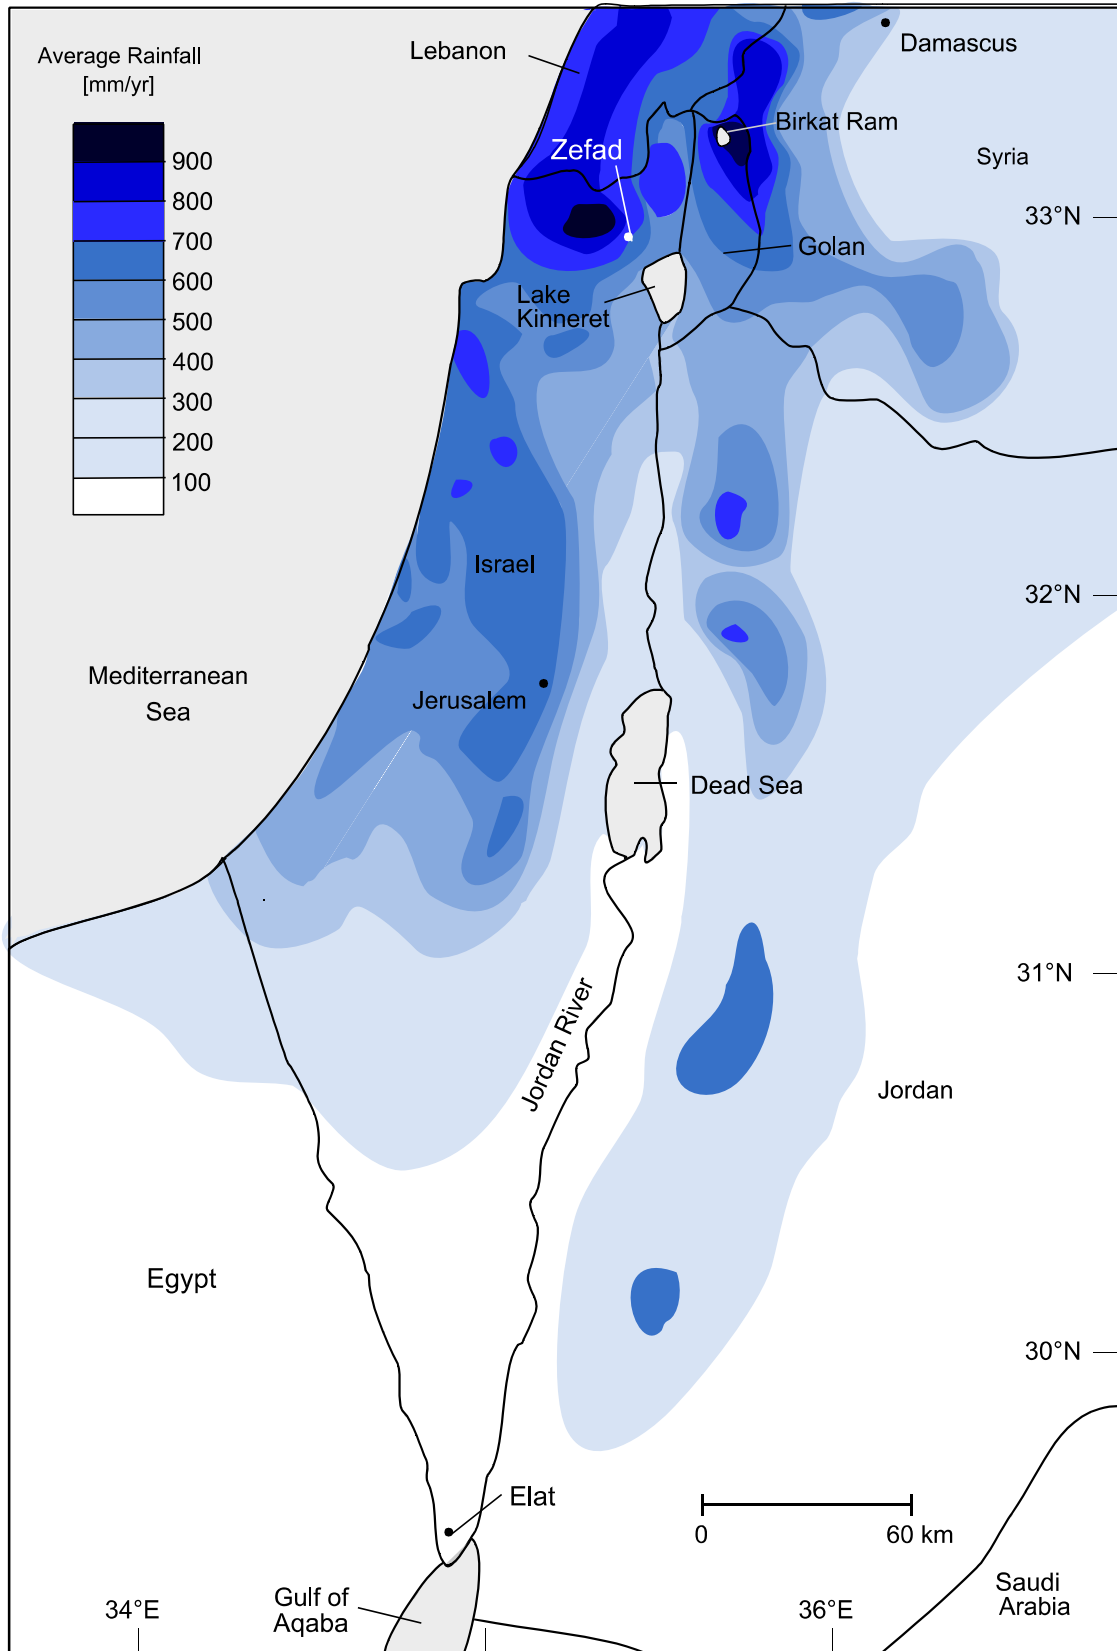 Average Rainfall
[mm/yr]
900
800
700
600
500
400
300
200
100
Lebanon
Damascus
Birkat Ram
Zefad
Syria
33°N
Golan
Lake
Kinneret
Israel
32°N
Mediterranean
Sea
Jerusalem
Dead Sea
31°N
Jordan River
Jordan
Egypt
30°N
Elat
0
60 km
Gulf of
Aqaba
34°E
36°E
Saudi
Arabia